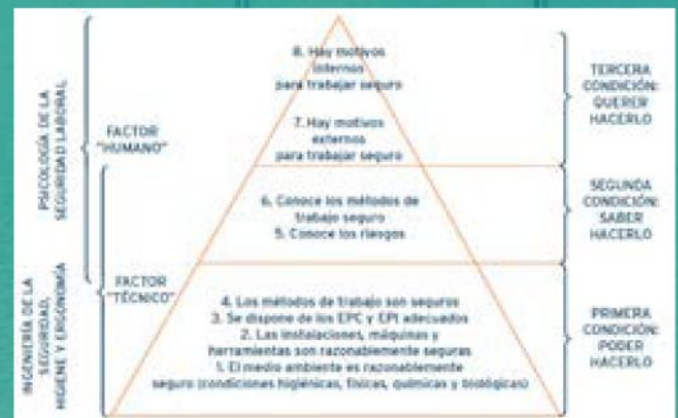 8. Hay motivos
internos
para trabajar seguro
7. Hay motivos
externos
para trabajar seguro
6. Conoce los métodos de
trabajo seguro
5. Conoce los riesgos
4. Los métodos de trabajo son seguros
3. Se dispone de los EPC y EPI adecuados
2. Las instalaciones, máquinas y
herramientas son razonablemente seguras
1. El medio ambiente es razonablemente
seguro (condiciones higiénicas, físicas, químicas y biológicas)
PSICOLOGÍA DE LA
SEGURIDAD LABORAL
INGENIERÍA DE LA
SEGURIDAD,
HIGIENE Y ERGONOMÍA
FACTOR
"HUMANO"
FACTOR
"TÉCNICO"
TERCERA
CONDICIÓN:
QUERER
HACERLO
SEGUNDA
CONDICIÓN:
SABER
HACERLO
PRIMERA
CONDICIÓN:
PODER
HACERLO